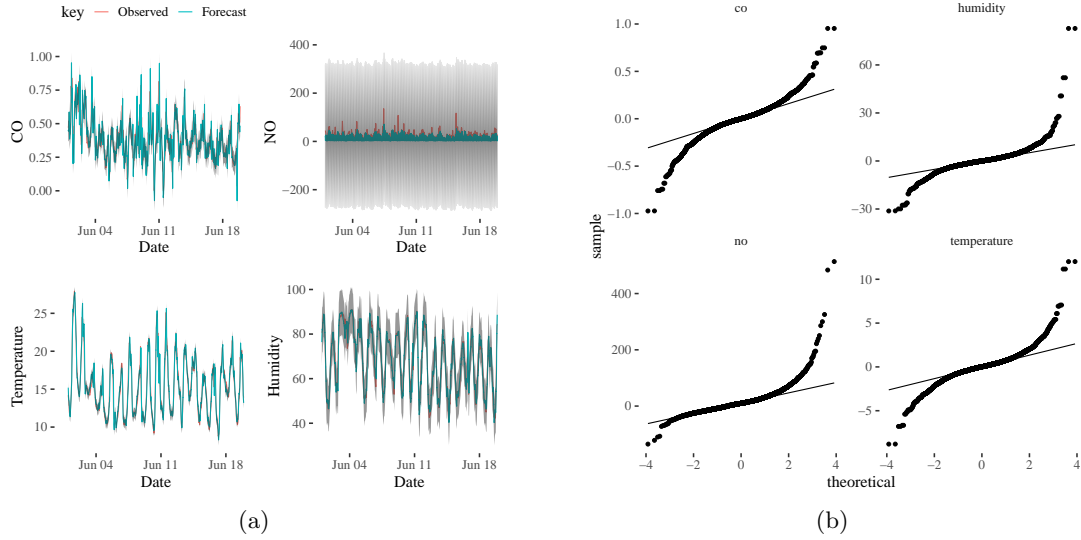 key Observed Forecast
CO
1.00
0.75
0.50
0.25
0.00
Jun 04 Jun 11 Jun 18
Date
NO
400
200
0
−200
Jun 04 Jun 11 Jun 18
Date
Temperature
25
20
15
10
Jun 04 Jun 11 Jun 18
Date
Humidity
100
80
60
40
Jun 04 Jun 11 Jun 18
Date
(a)
sample
co
1.0
0.5
0.0
−0.5
−1.0
humidity
60
30
0
−30
no
400
200
0
−4 −2 0 2 4
temperature
10
5
0
−5
−4 −2 0 2 4
theoretical
(b)